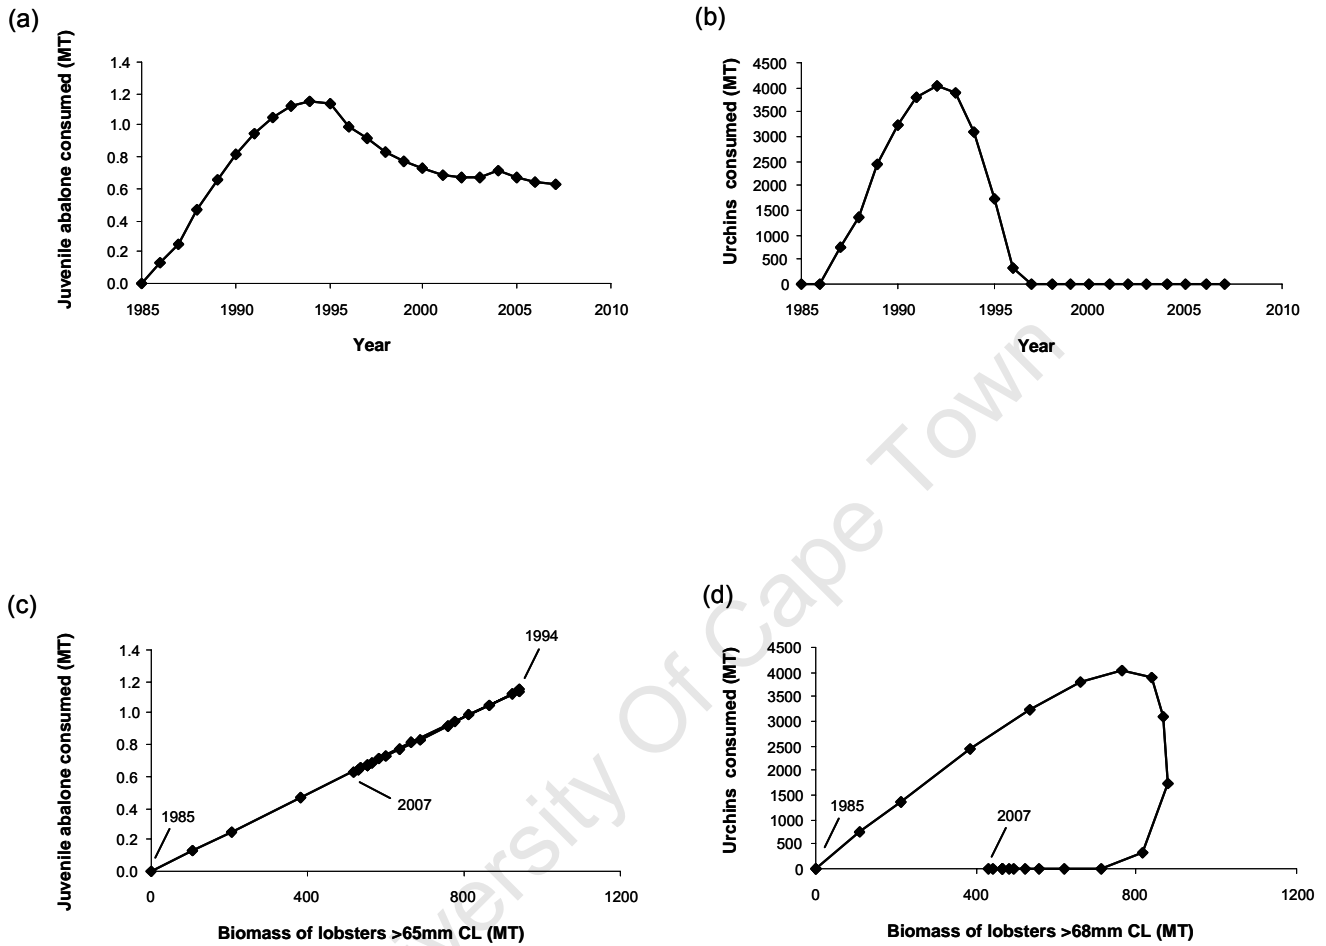 (a)
Juvenile abalone consumed (MT)
1.4
1.2
1.0
0.8
0.6
0.4
0.2
0.0
1985 1990 1995 2000 2005 2010
Year
(b)
Urchins consumed (MT)
4500
4000
3500
3000
2500
2000
1500
1000
500
0
1985 1990 1995 2000 2005 2010
Year
(c)
Juvenile abalone consumed (MT)
1.4
1.2
1.0
0.8
0.6
0.4
0.2
0.0
1994
2007
1985
0 400 800 1200
Biomass of lobsters >65mm CL (MT)
(d)
Urchins consumed (MT)
4500
4000
3500
3000
2500
2000
1500
1000
500
0
1985
2007
0 400 800 1200
Biomass of lobsters >68mm CL (MT)
versity Of Cape Town